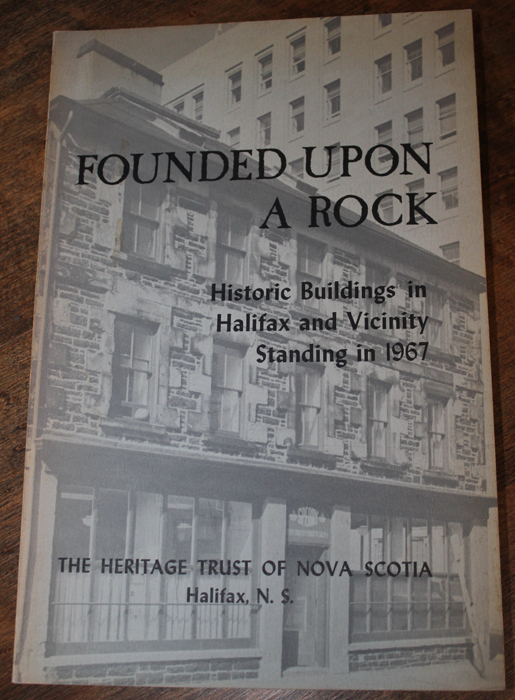 FOUNDED UPON
A ROCK
Historic Buildings in
Halifax and Vicinity
Standing in 1967
THE HERITAGE TRUST OF NOVA SCOTIA
Halifax, N. S.